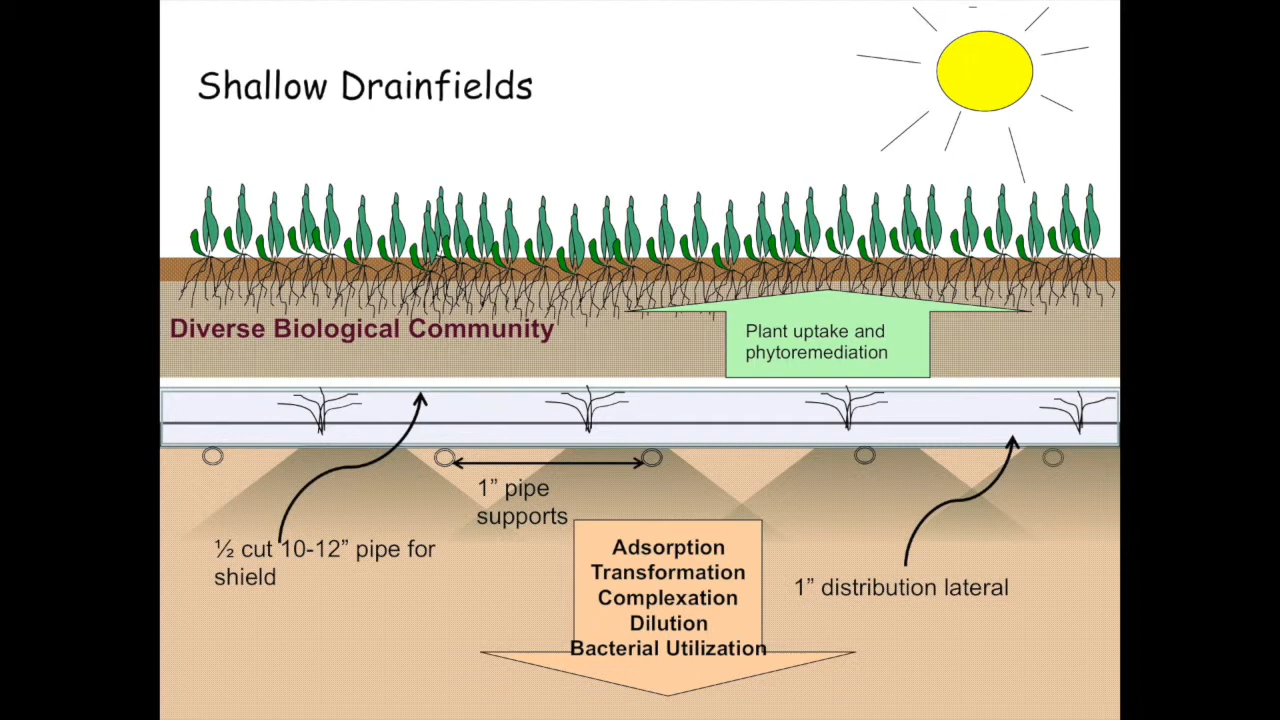 Shallow Drainfields
Diverse Biological Community
Plant uptake and
phytoremediation
1” pipe
supports
½ cut 10-12” pipe for
shield
Adsorption
Transformation
Complexation
Dilution
Bacterial Utilization
1” distribution lateral